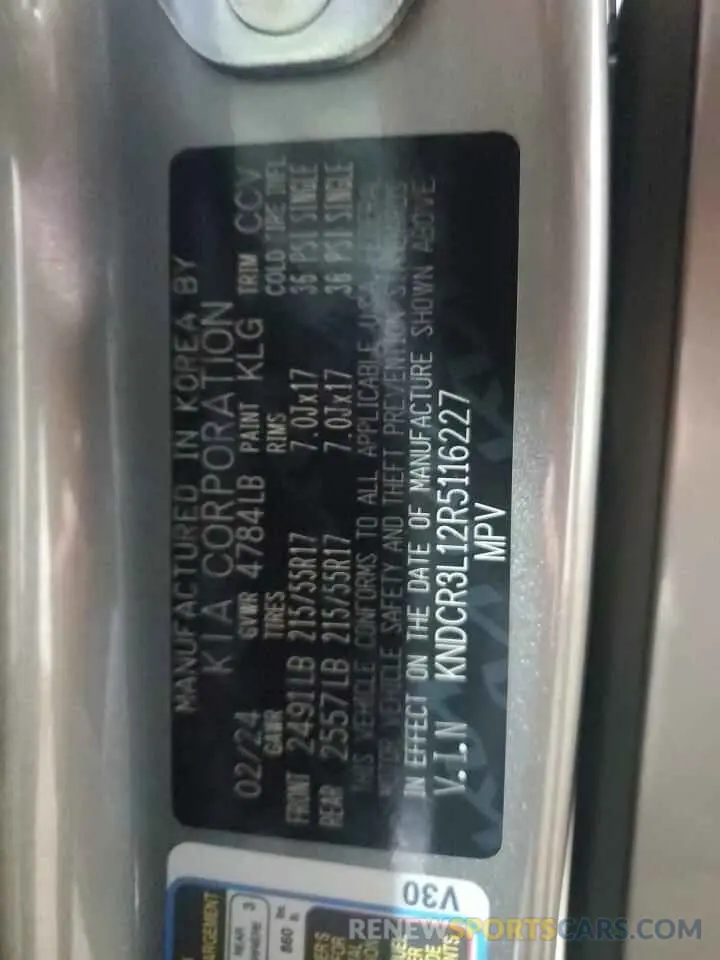 MANUFACTURED IN KOREA BY
KIA CORPORATION
02/24 GVWR 4784LB PAINT KLG TRIM CCV
GAWR TIRES RIMS COLD TIRE INFL
FRONT 2491LB 215/55R17 7.0Jx17 36 PSI SINGLE
REAR 2557LB 215/55R17 7.0Jx17 36 PSI SINGLE
THIS VEHICLE CONFORMS TO ALL APPLICABLE
MOTOR VEHICLE SAFETY AND THEFT PREVENTION
IN EFFECT ON THE DATE OF MANUFACTURE SHOWN ABOVE
V.I.N KNDCR3L12R5116227
MPV
V30
REAR 3
860
RENEWSPORTSCARS.COM